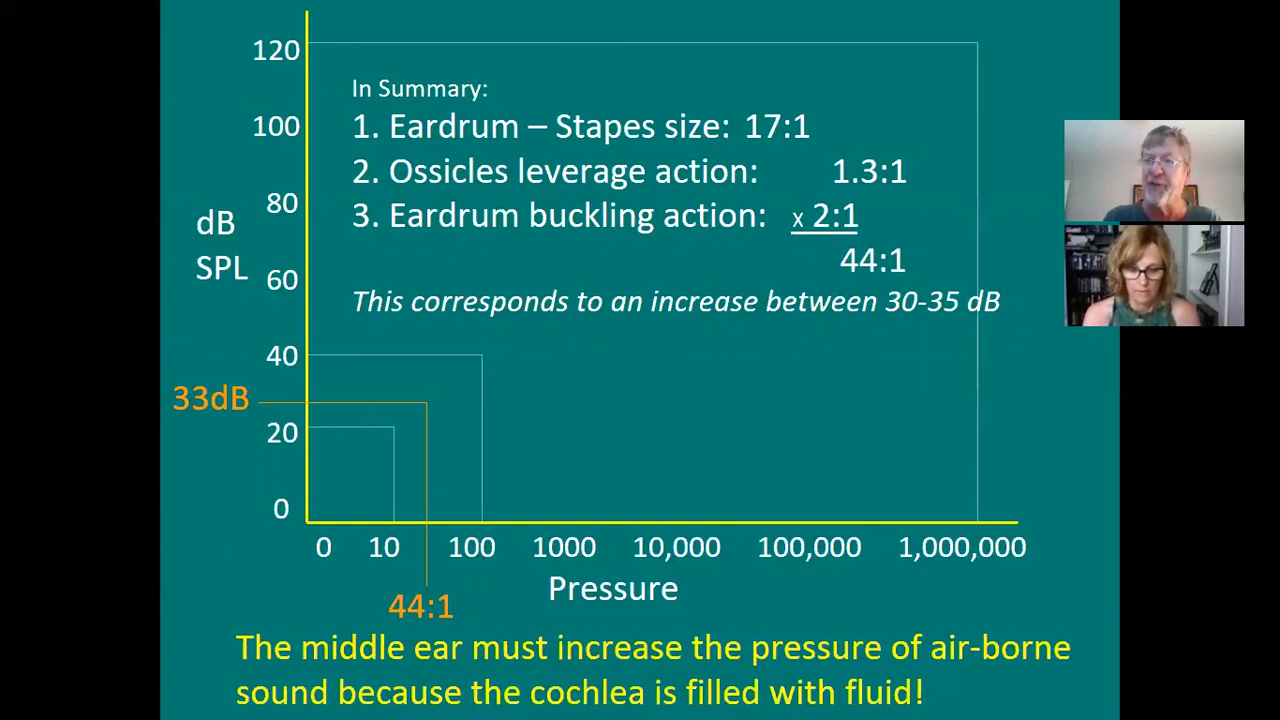 120
In Summary:
100
1. Eardrum – Stapes size: 17:1
2. Ossicles leverage action: 1.3:1
80
3. Eardrum buckling action: x 2:1
dB
SPL
44:1
60
This corresponds to an increase between 30-35 dB
40
33dB
20
0
0 10 100 1000 10,000 100,000 1,000,000
Pressure
44:1
The middle ear must increase the pressure of air-borne
sound because the cochlea is filled with fluid!